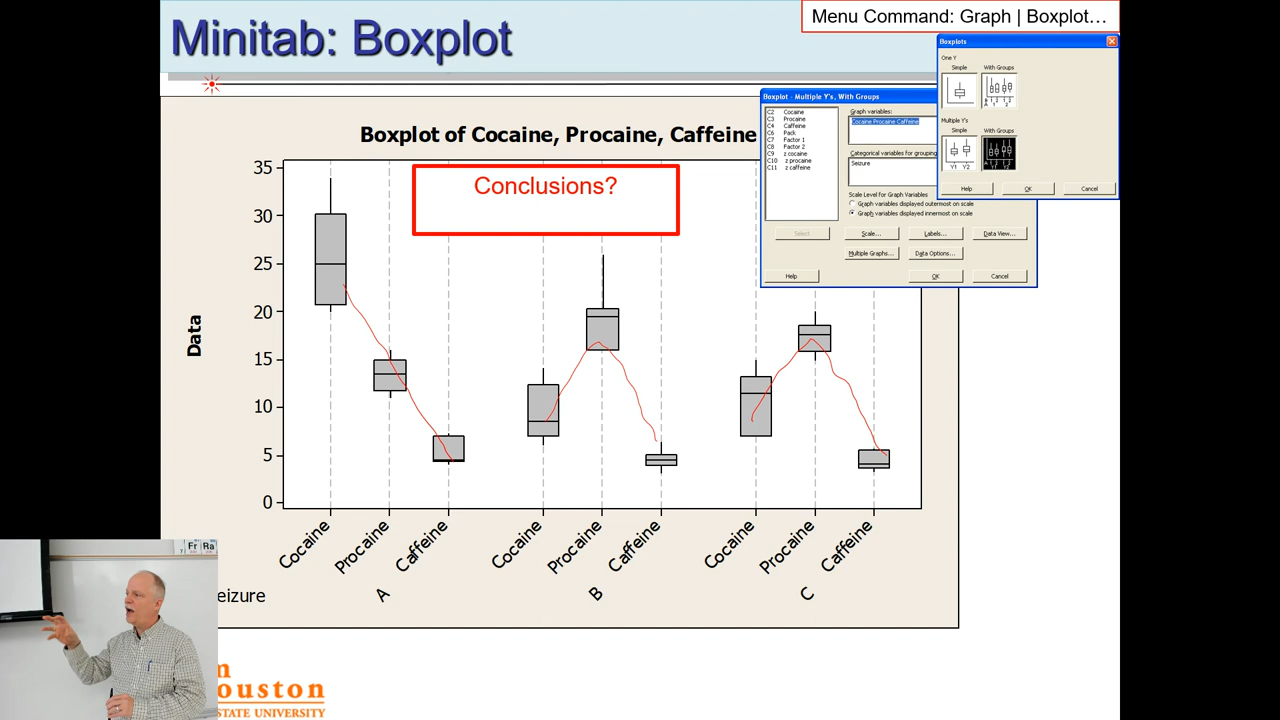 Minitab: Boxplot
Menu Command: Graph | Boxplot…
Boxplots
One Y
Simple
With Groups
Multiple Y's
Simple
With Groups
Help
OK
Cancel
Boxplot - Multiple Y's, With Groups
C2 Cocaine
C3 Procaine
C4 Caffeine
C6 Pack
C7 Factor 1
C8 Factor 2
C9 z cocaine
C10 z procaine
C11 z caffeine
Graph variables:
Cocaine Procaine Caffeine
Categorical variables for grouping
Seizure
Scale Level for Graph Variables
Graph variables displayed outermost on scale
Graph variables displayed innermost on scale
Select
Scale...
Labels...
Data View...
Multiple Graphs...
Data Options...
Help
OK
Cancel
Boxplot of Cocaine, Procaine, Caffeine
Conclusions?
Data
35
30
25
20
15
10
5
0
Cocaine
Procaine
Caffeine
Cocaine
Procaine
Caffeine
Cocaine
Procaine
Caffeine
eizure
A
B
C
Fr Ra
ouston
STATE UNIVERSITY